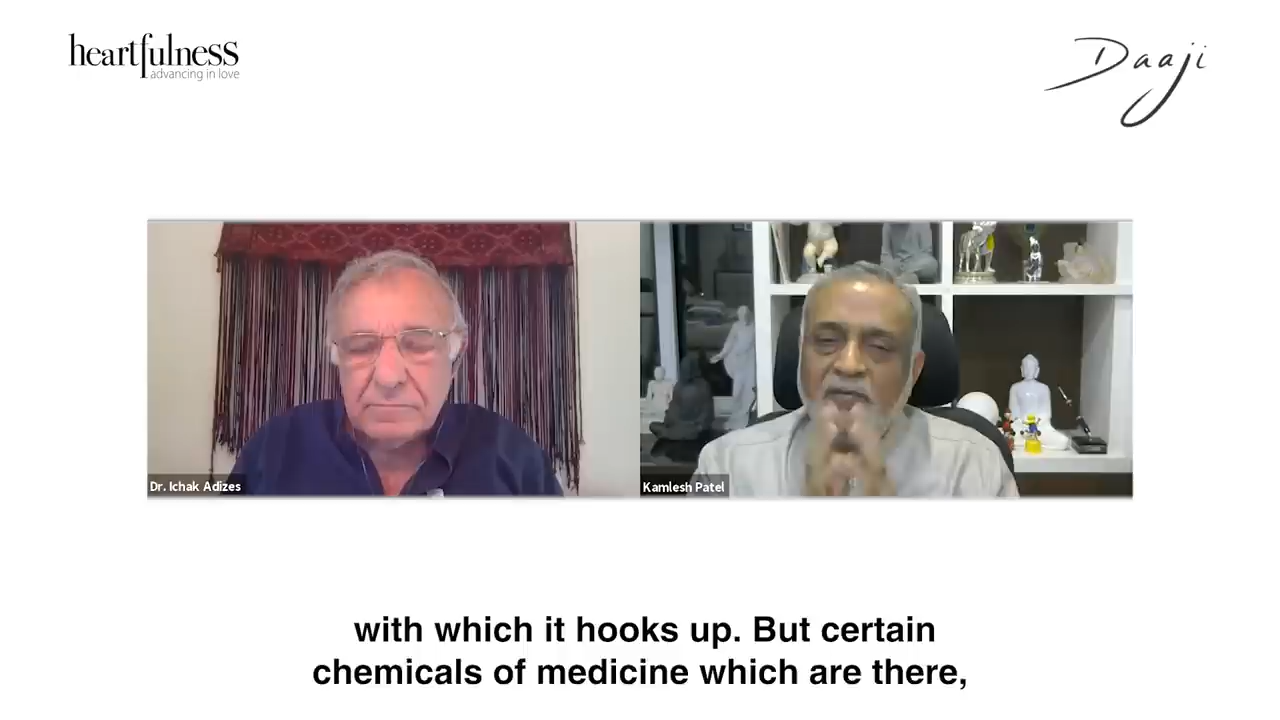 heartfulness
advancing in love
Daaji
Dr. Ichak Adizes
Kamlesh Patel
with which it hooks up. But certain
chemicals of medicine which are there,